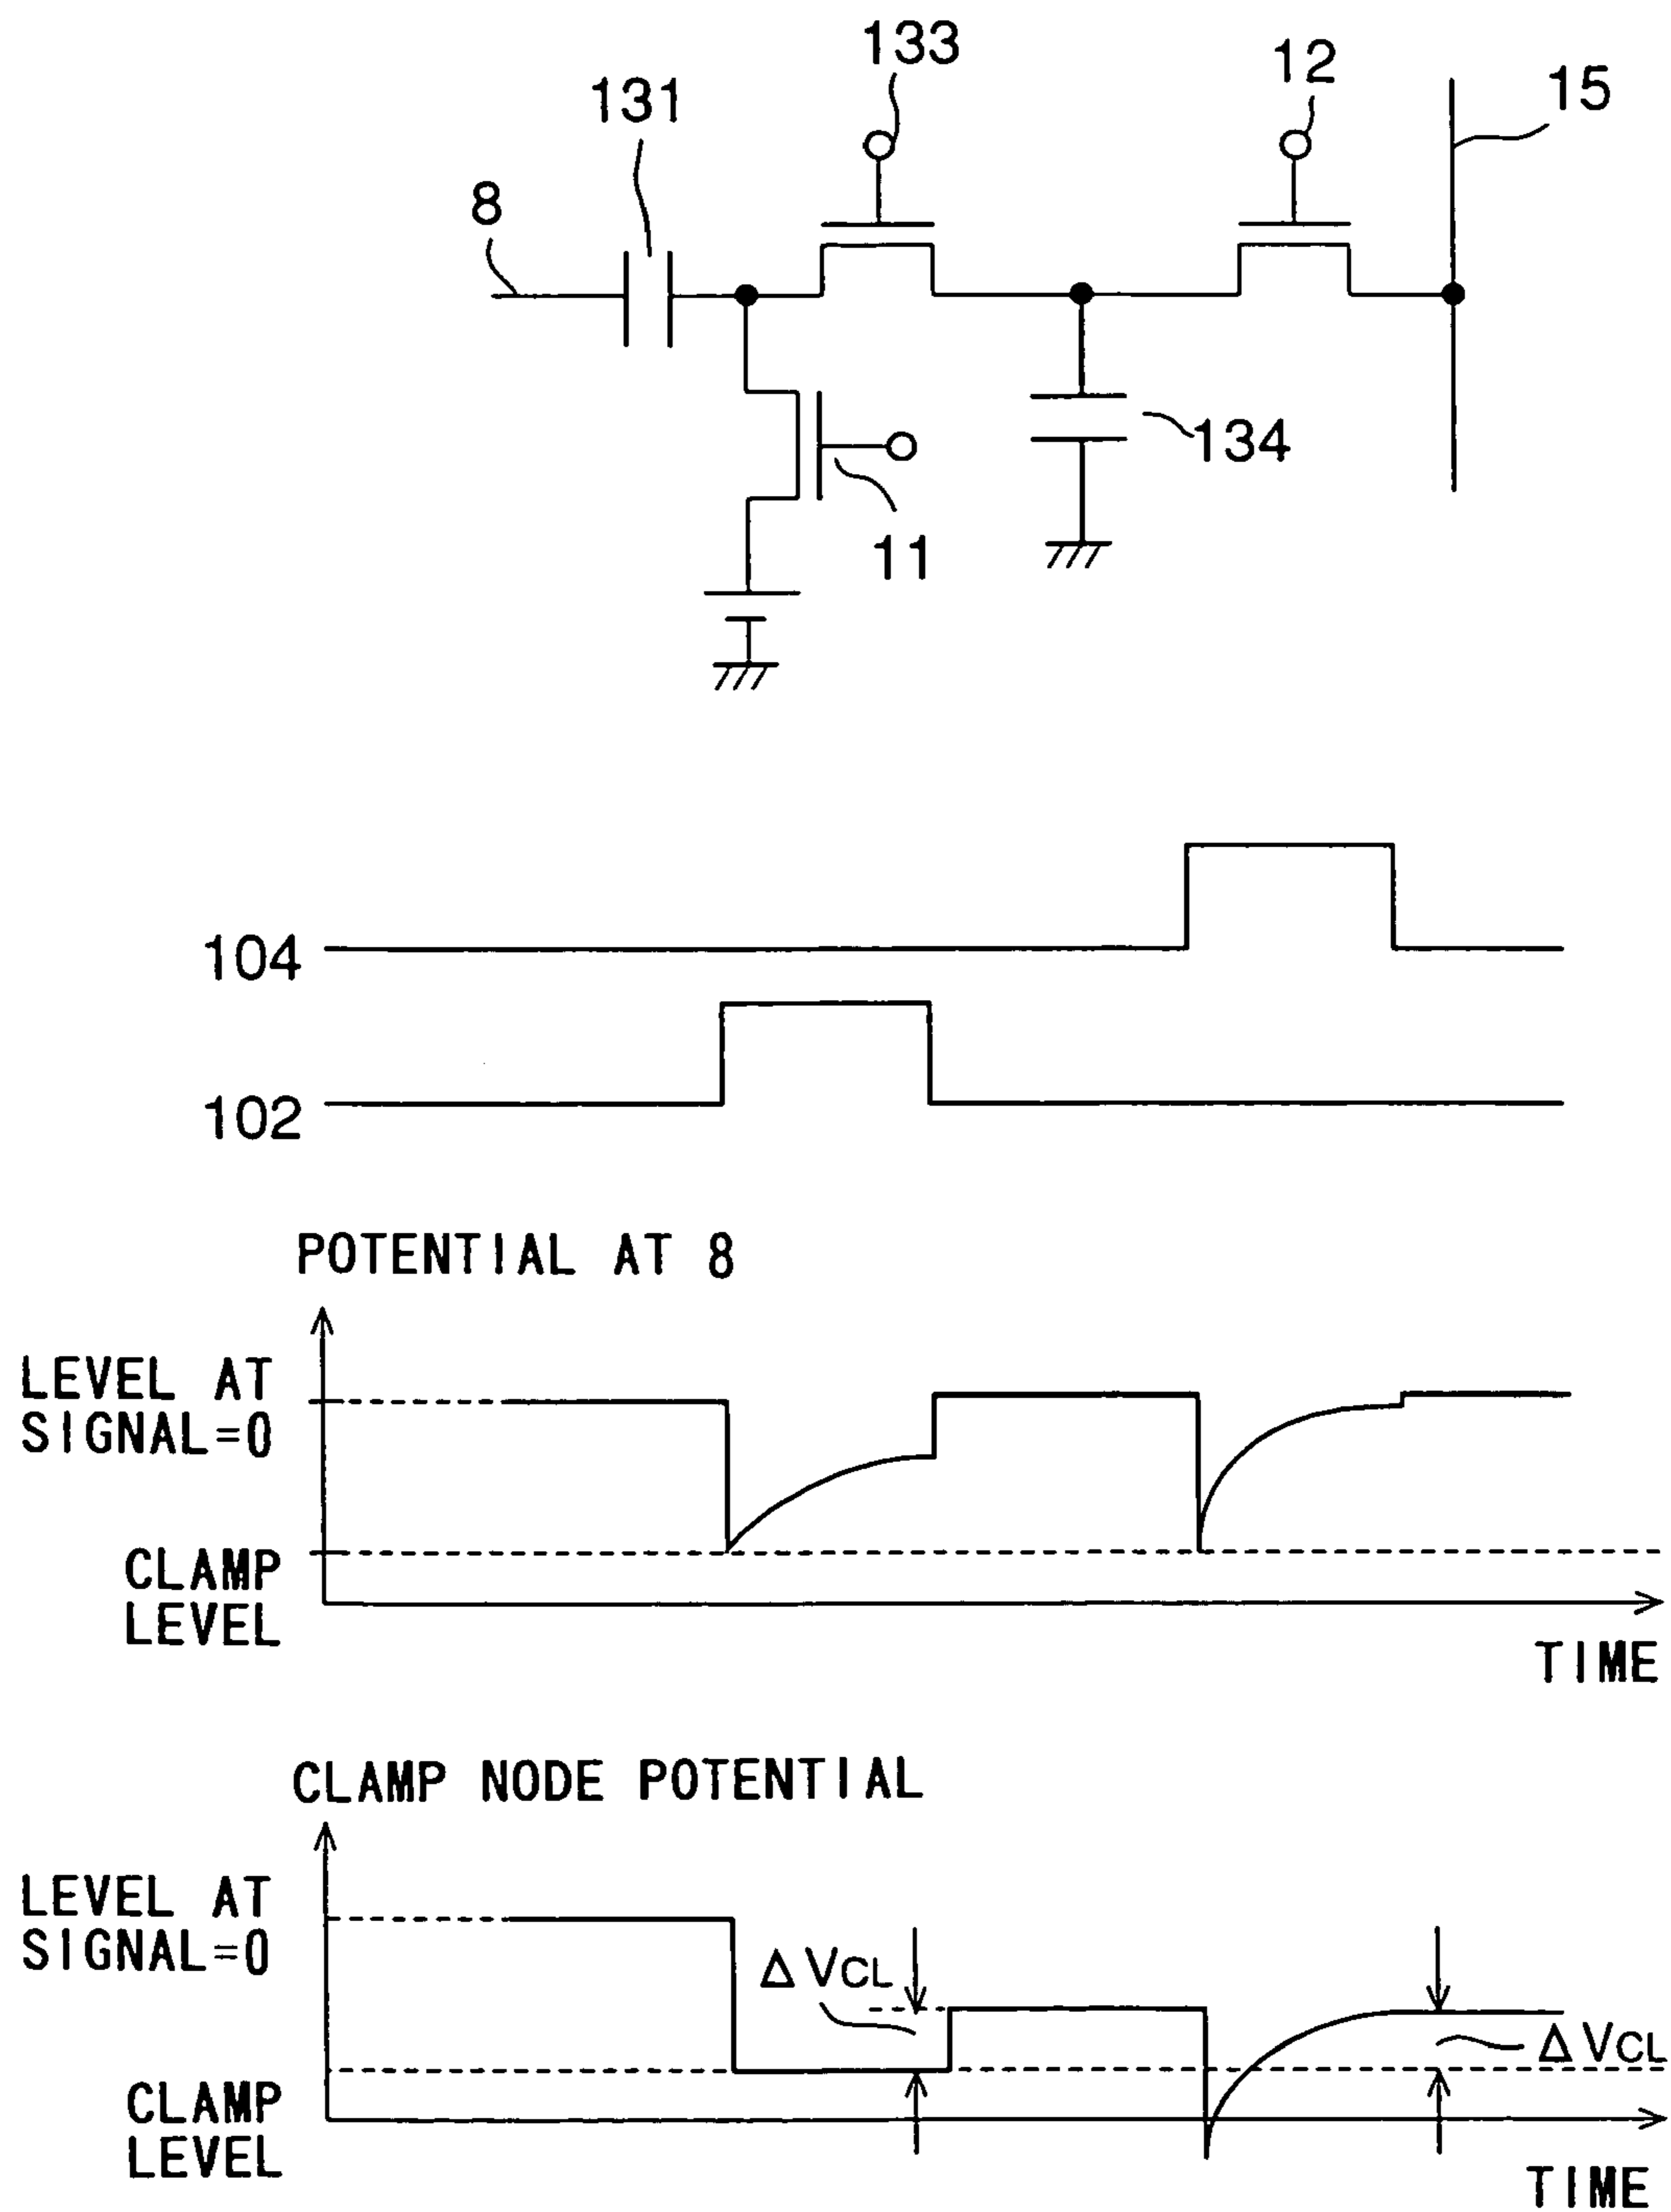 133
12
131
15
8
134
11
104
102
POTENTIAL AT 8
LEVEL AT
SIGNAL=0
CLAMP
LEVEL
TIME
CLAMP NODE POTENTIAL
LEVEL AT
SIGNAL=0
ΔVCL
ΔVCL
CLAMP
LEVEL
TIME